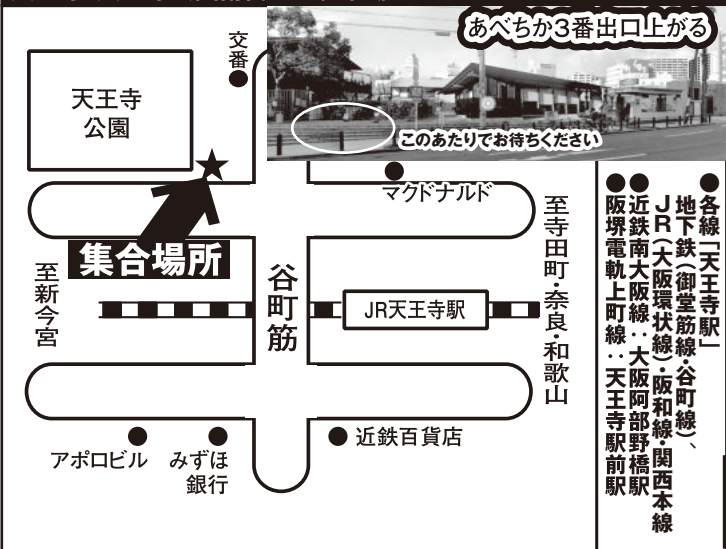 あべちか3番出口上がる
このあたりでお待ちください
交番
天王寺
公園
マクドナルド
集合場所
至新今宮
谷町筋
JR天王寺駅
至寺田町・奈良・和歌山
アポロビル
みずほ
銀行
近鉄百貨店
●各線「天王寺駅」
地下鉄(御堂筋線・谷町線)、
JR(大阪環状線)・阪和線・関西本線
●近鉄南大阪線：大阪阿部野橋駅
●阪堺電軌上町線：天王寺駅前駅